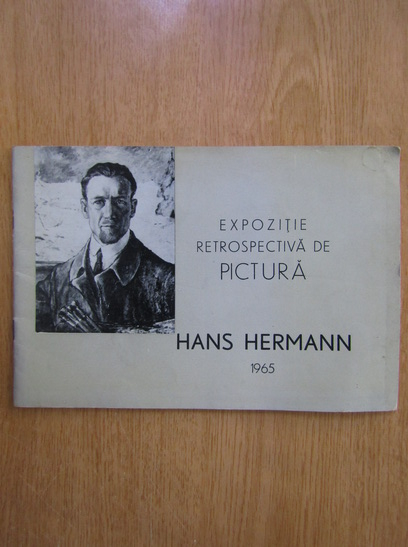 EXPOZIŢIE
RETROSPECTIVĂ DE
PICTURĂ
HANS HERMANN
1965